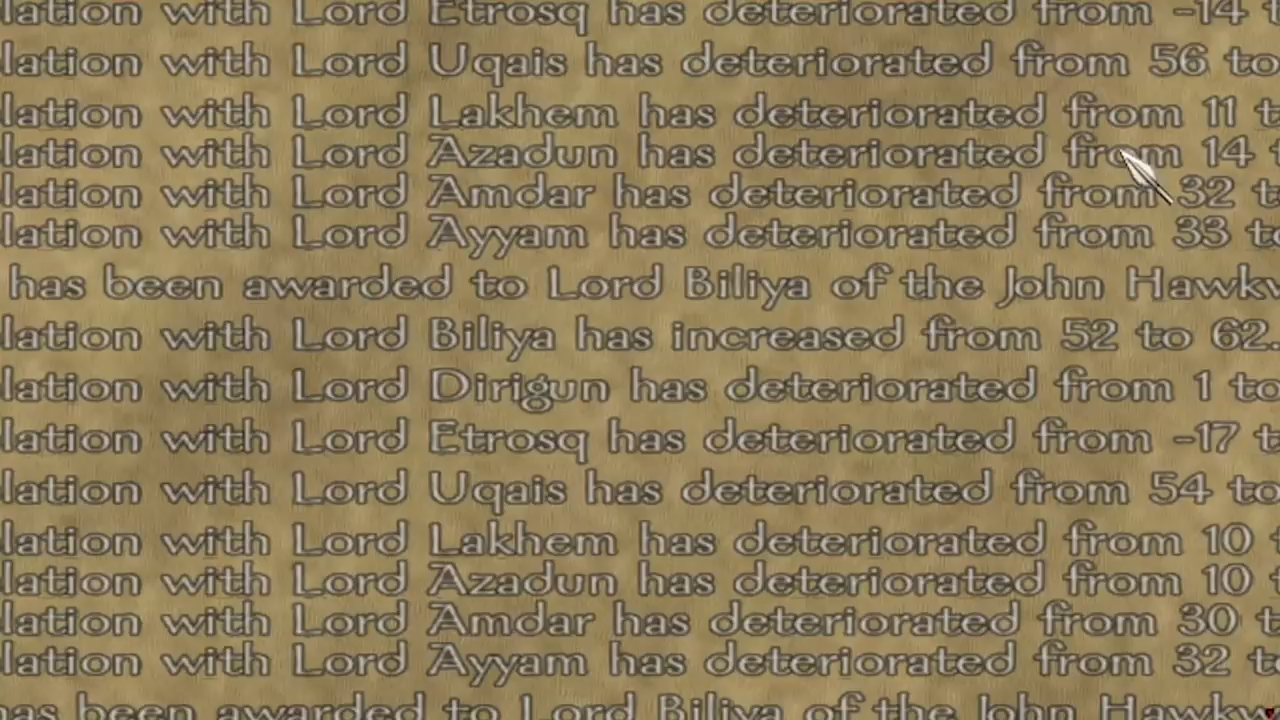 lation with Lord Etrosq has deteriorated from -14 t
lation with Lord Uqais has deteriorated from 56 to
lation with Lord Lakhem has deteriorated from 11 t
lation with Lord Azadun has deteriorated from 14 t
lation with Lord Amdar has deteriorated from 32 t
lation with Lord Ayyam has deteriorated from 33 to
has been awarded to Lord Biliya of the John Hawkw
lation with Lord Biliya has increased from 52 to 62.
lation with Lord Dirigun has deteriorated from 1 to
lation with Lord Etrosq has deteriorated from -17 t
lation with Lord Uqais has deteriorated from 54 to
lation with Lord Lakhem has deteriorated from 10 t
lation with Lord Azadun has deteriorated from 10 t
lation with Lord Amdar has deteriorated from 30 t
lation with Lord Ayyam has deteriorated from 32 to
has been awarded to Lord Biliya of the John Hawkw